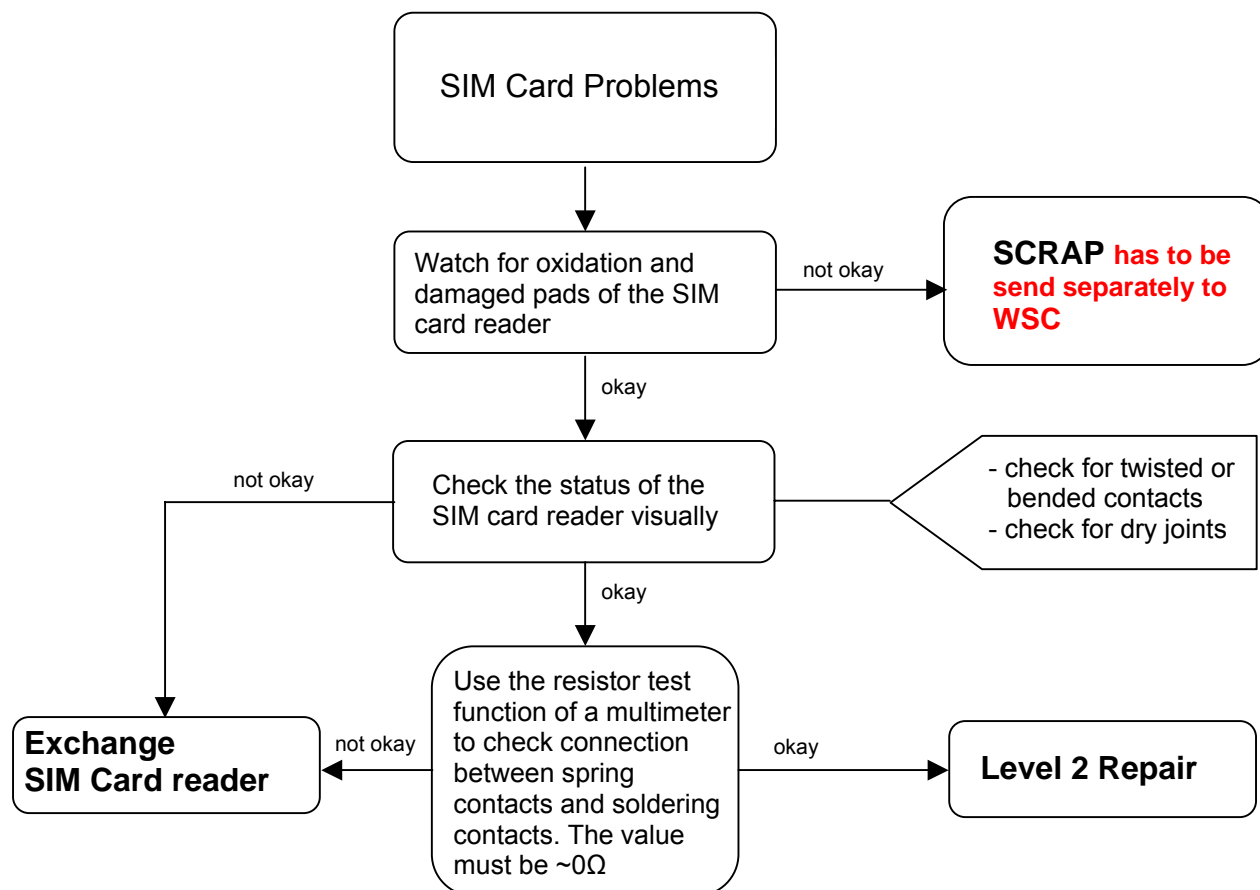 SIM Card Problems
Watch for oxidation and
damaged pads of the SIM
card reader
not okay
SCRAP has to be
send separately to
WSC
okay
not okay
Check the status of the
SIM card reader visually
- check for twisted or
bended contacts
- check for dry joints
okay
Exchange
SIM Card reader
not okay
Use the resistor test
function of a multimeter
to check connection
between spring
contacts and soldering
contacts. The value
must be ~0Ω
okay
Level 2 Repair